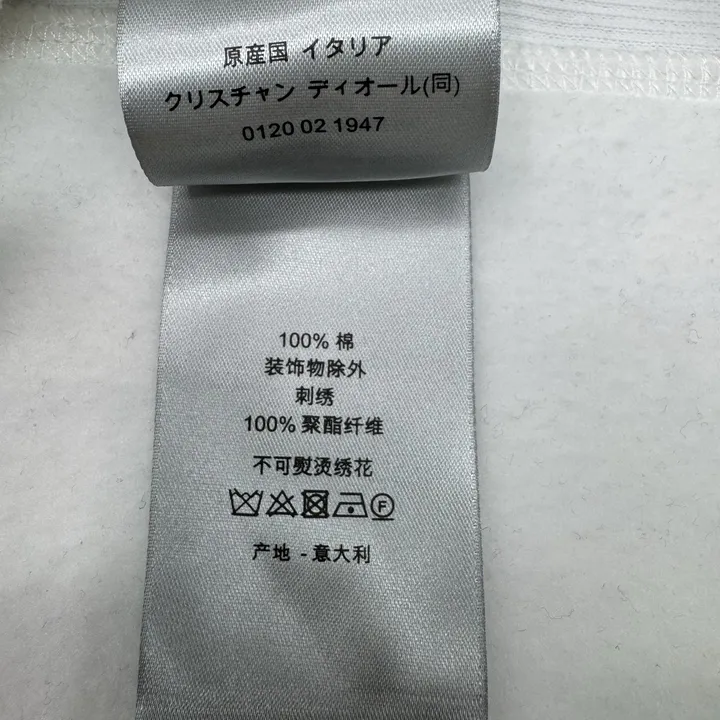 原産国 イタリア
クリスチャン ディオール(同)
0120 02 1947
100% 棉
装饰物除外
刺绣
100% 聚酯纤维
不可熨烫绣花
F
产地 - 意大利